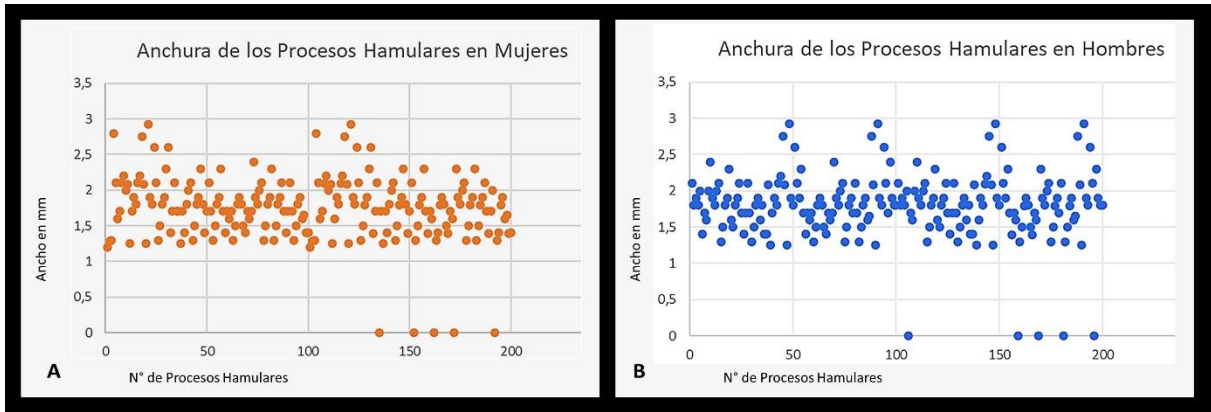 Anchura de los Procesos Hamulares en Mujeres
3,5
3
2,5
2
1,5
1
0,5
0
Ancho en mm
0 50 100 150 200
N° de Procesos Hamulares
A
Anchura de los Procesos Hamulares en Hombres
3,5
3
2,5
2
1,5
1
0,5
0
Ancho en mm
0 50 100 150 200
N° de Procesos Hamulares
B